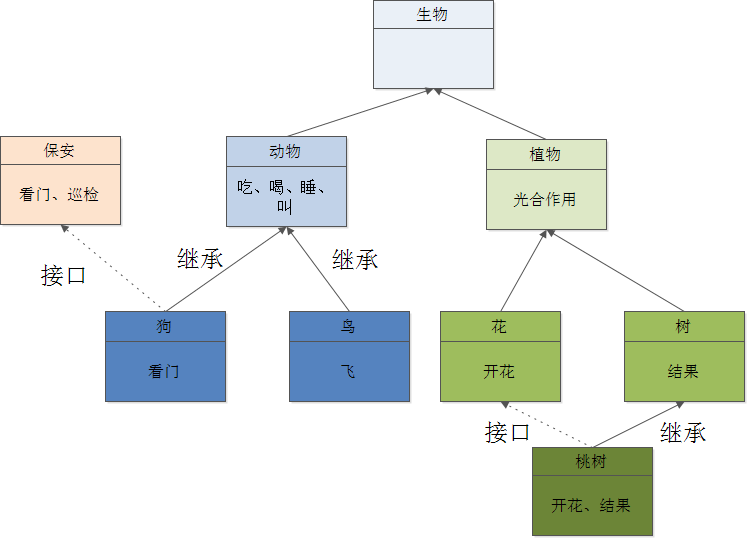 生物
保安
看门、巡检
动物
吃、喝、睡、
叫
植物
光合作用
接口
继承
继承
狗
看门
鸟
飞
花
开花
树
结果
接口
继承
桃树
开花、结果